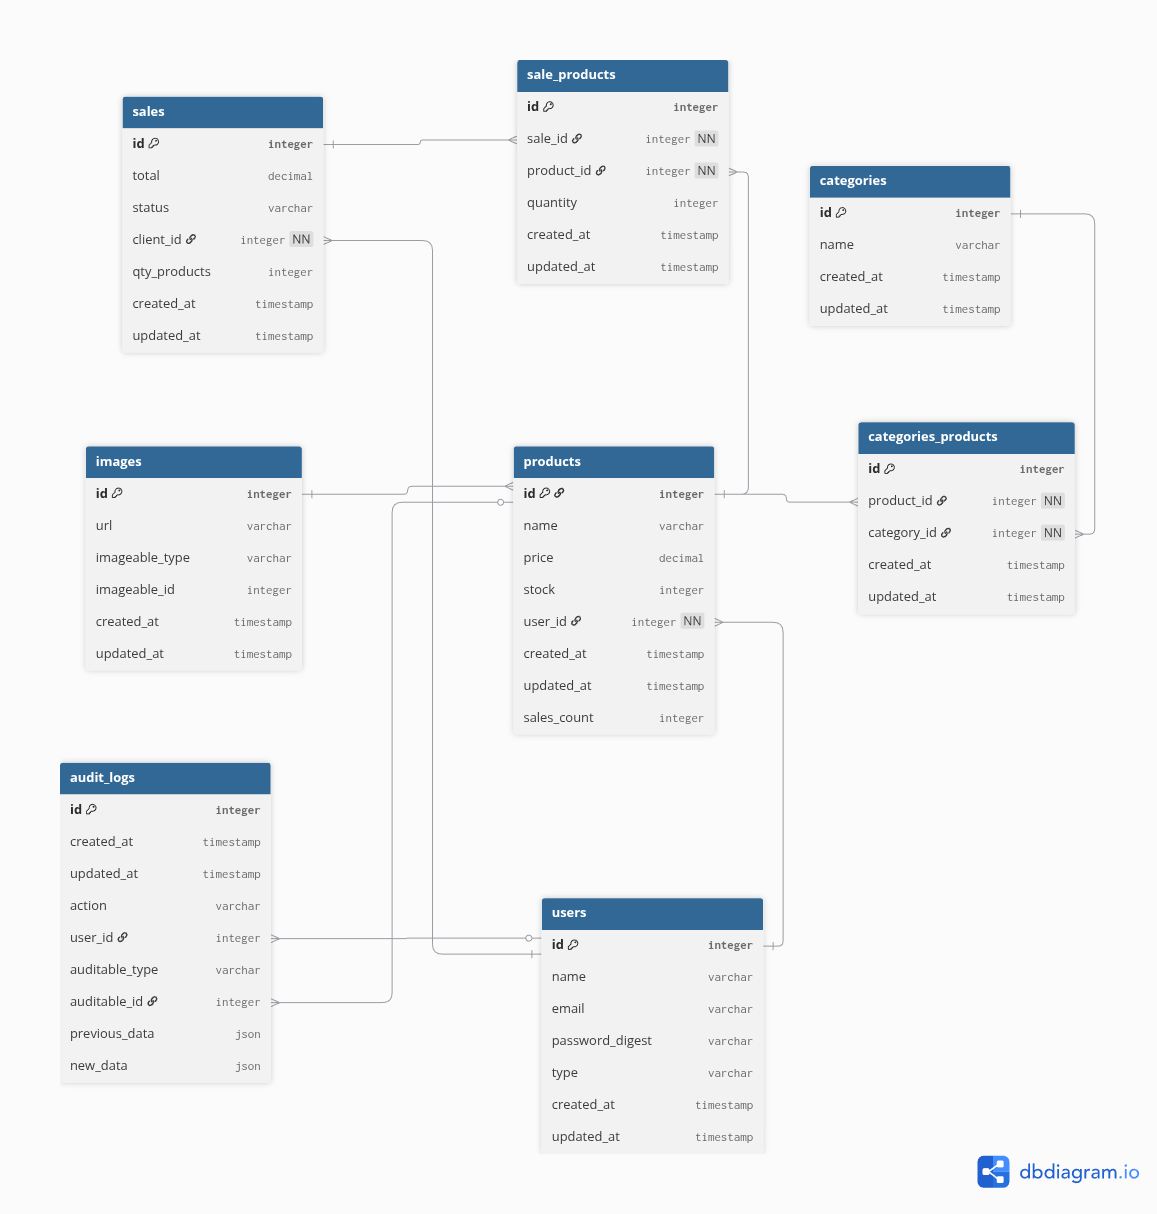 sales
id integer
total decimal
status varchar
client_id integer NN
qty_products integer
created_at timestamp
updated_at timestamp
sale_products
id integer
sale_id integer NN
product_id integer NN
quantity integer
created_at timestamp
updated_at timestamp
categories
id integer
name varchar
created_at timestamp
updated_at timestamp
images
id integer
url varchar
imageable_type varchar
imageable_id integer
created_at timestamp
updated_at timestamp
products
id integer
name varchar
price decimal
stock integer
user_id integer NN
created_at timestamp
updated_at timestamp
sales_count integer
categories_products
id integer
product_id integer NN
category_id integer NN
created_at timestamp
updated_at timestamp
audit_logs
id integer
created_at timestamp
updated_at timestamp
action varchar
user_id integer
auditable_type varchar
auditable_id integer
previous_data json
new_data json
users
id integer
name varchar
email varchar
password_digest varchar
type varchar
created_at timestamp
updated_at timestamp
dbdiagram.io